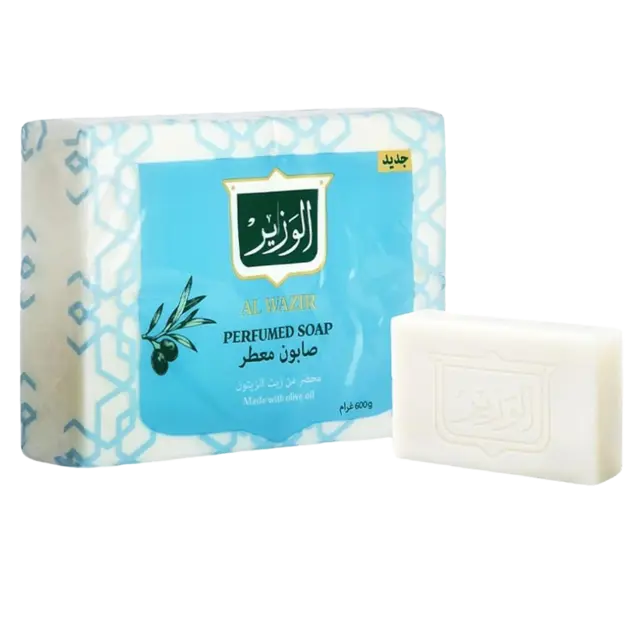 جديد
الوزير
AL WAZIR
PERFUMED SOAP
صابون معطر
محضر من زيت الزيتون
Made with olive oil
600g غرام
الوزير